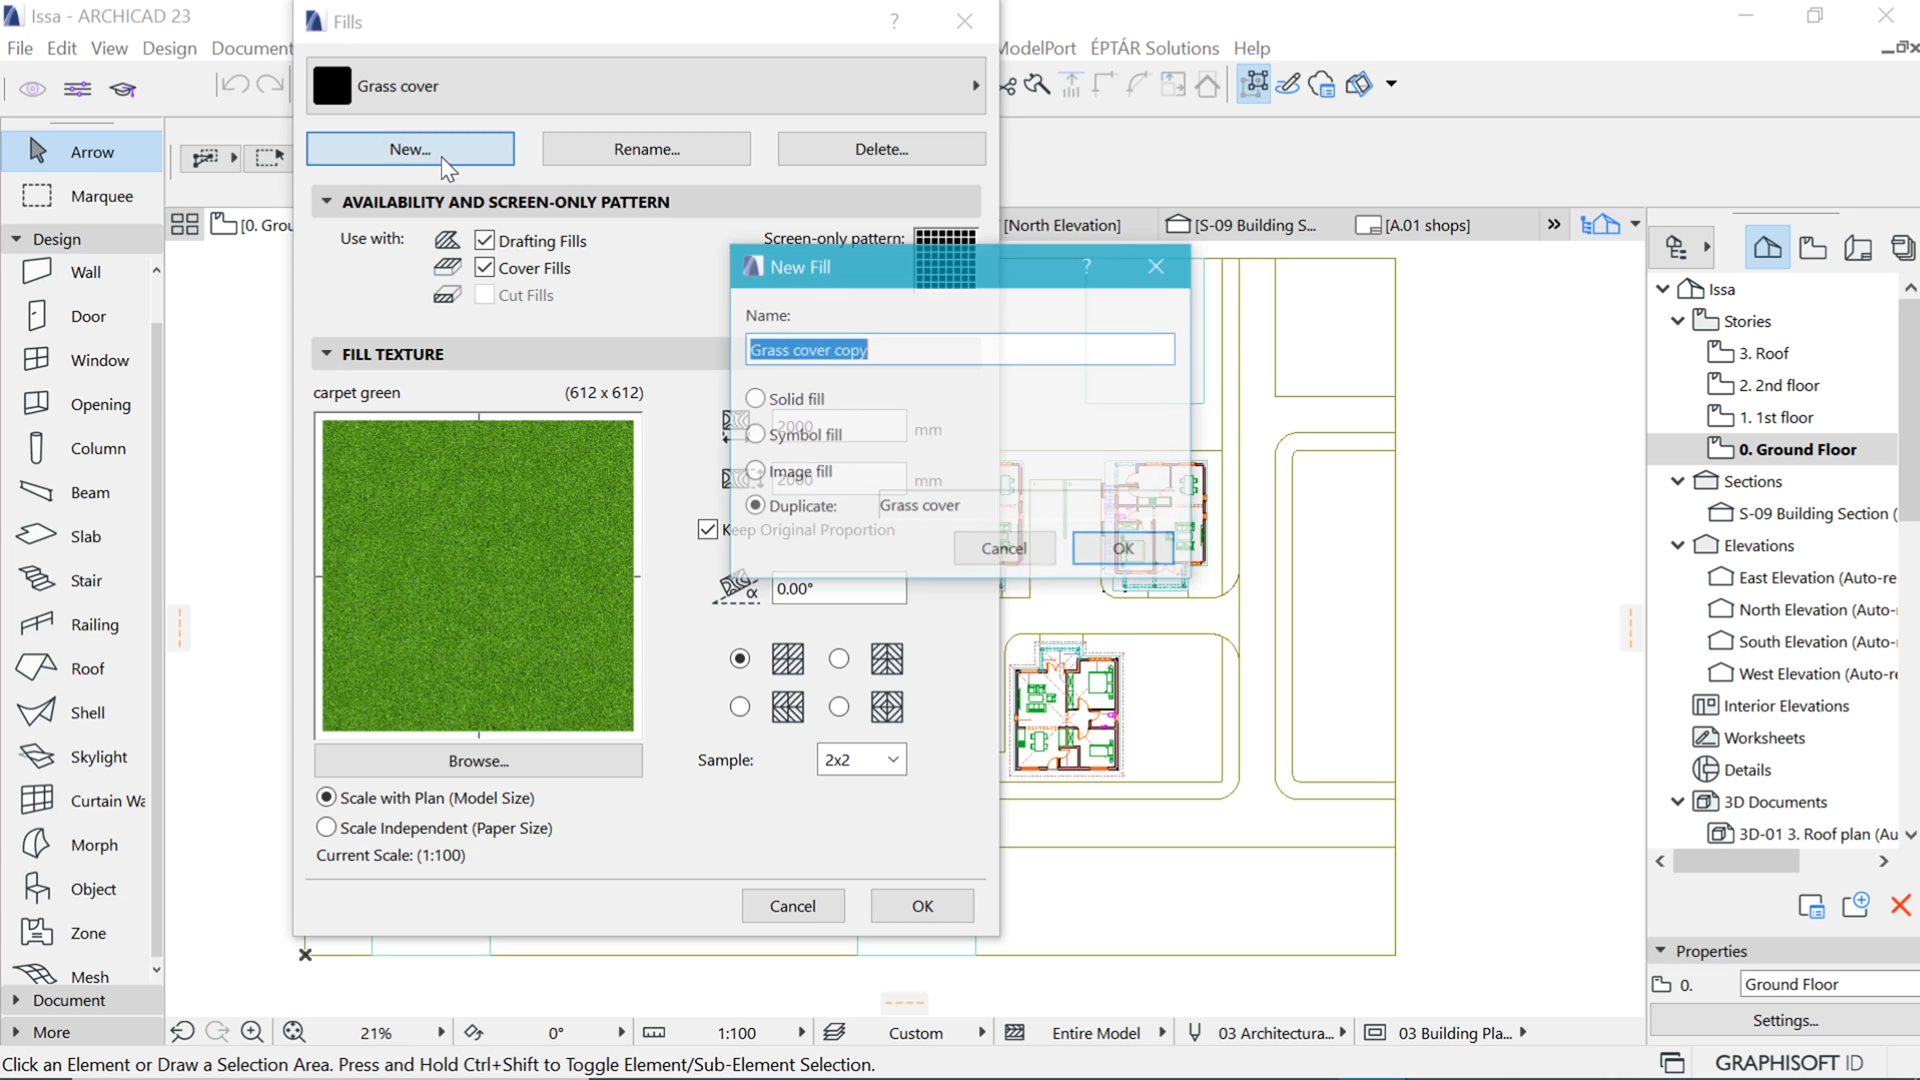 Issa - ARCHICAD 23
File Edit View Design Document
ModelPort ÉPTÁR Solutions Help
Fills
?
Grass cover
New...
Rename...
Delete...
AVAILABILITY AND SCREEN-ONLY PATTERN
Use with:
Drafting Fills
Cover Fills
Cut Fills
Screen-only pattern:
FILL TEXTURE
carpet green
(612 x 612)
Browse...
Scale with Plan (Model Size)
Scale Independent (Paper Size)
Current Scale: (1:100)
2000
mm
2000
mm
Keep Original Proportion
0.00°
Sample:
2x2
Cancel
OK
New Fill
?
Name:
Grass cover copy
Solid fill
Symbol fill
Image fill
Duplicate:
Grass cover
Cancel
OK
Arrow
Marquee
Design
Wall
Door
Window
Opening
Column
Beam
Slab
Stair
Railing
Roof
Shell
Skylight
Curtain Wa
Morph
Object
Zone
Mesh
Document
More
[0. Grou
[North Elevation]
[S-09 Building S...
[A.01 shops]
Issa
Stories
3. Roof
2. 2nd floor
1. 1st floor
0. Ground Floor
Sections
S-09 Building Section (
Elevations
East Elevation (Auto-re
North Elevation (Auto-
South Elevation (Auto-
West Elevation (Auto-re
Interior Elevations
Worksheets
Details
3D Documents
3D-01 3. Roof plan (Au
Properties
0.
Ground Floor
Settings...
21%
0°
1:100
Custom
Entire Model
03 Architectura...
03 Building Pla...
Click an Element or Draw a Selection Area. Press and Hold Ctrl+Shift to Toggle Element/Sub-Element Selection.
GRAPHISOFT ID